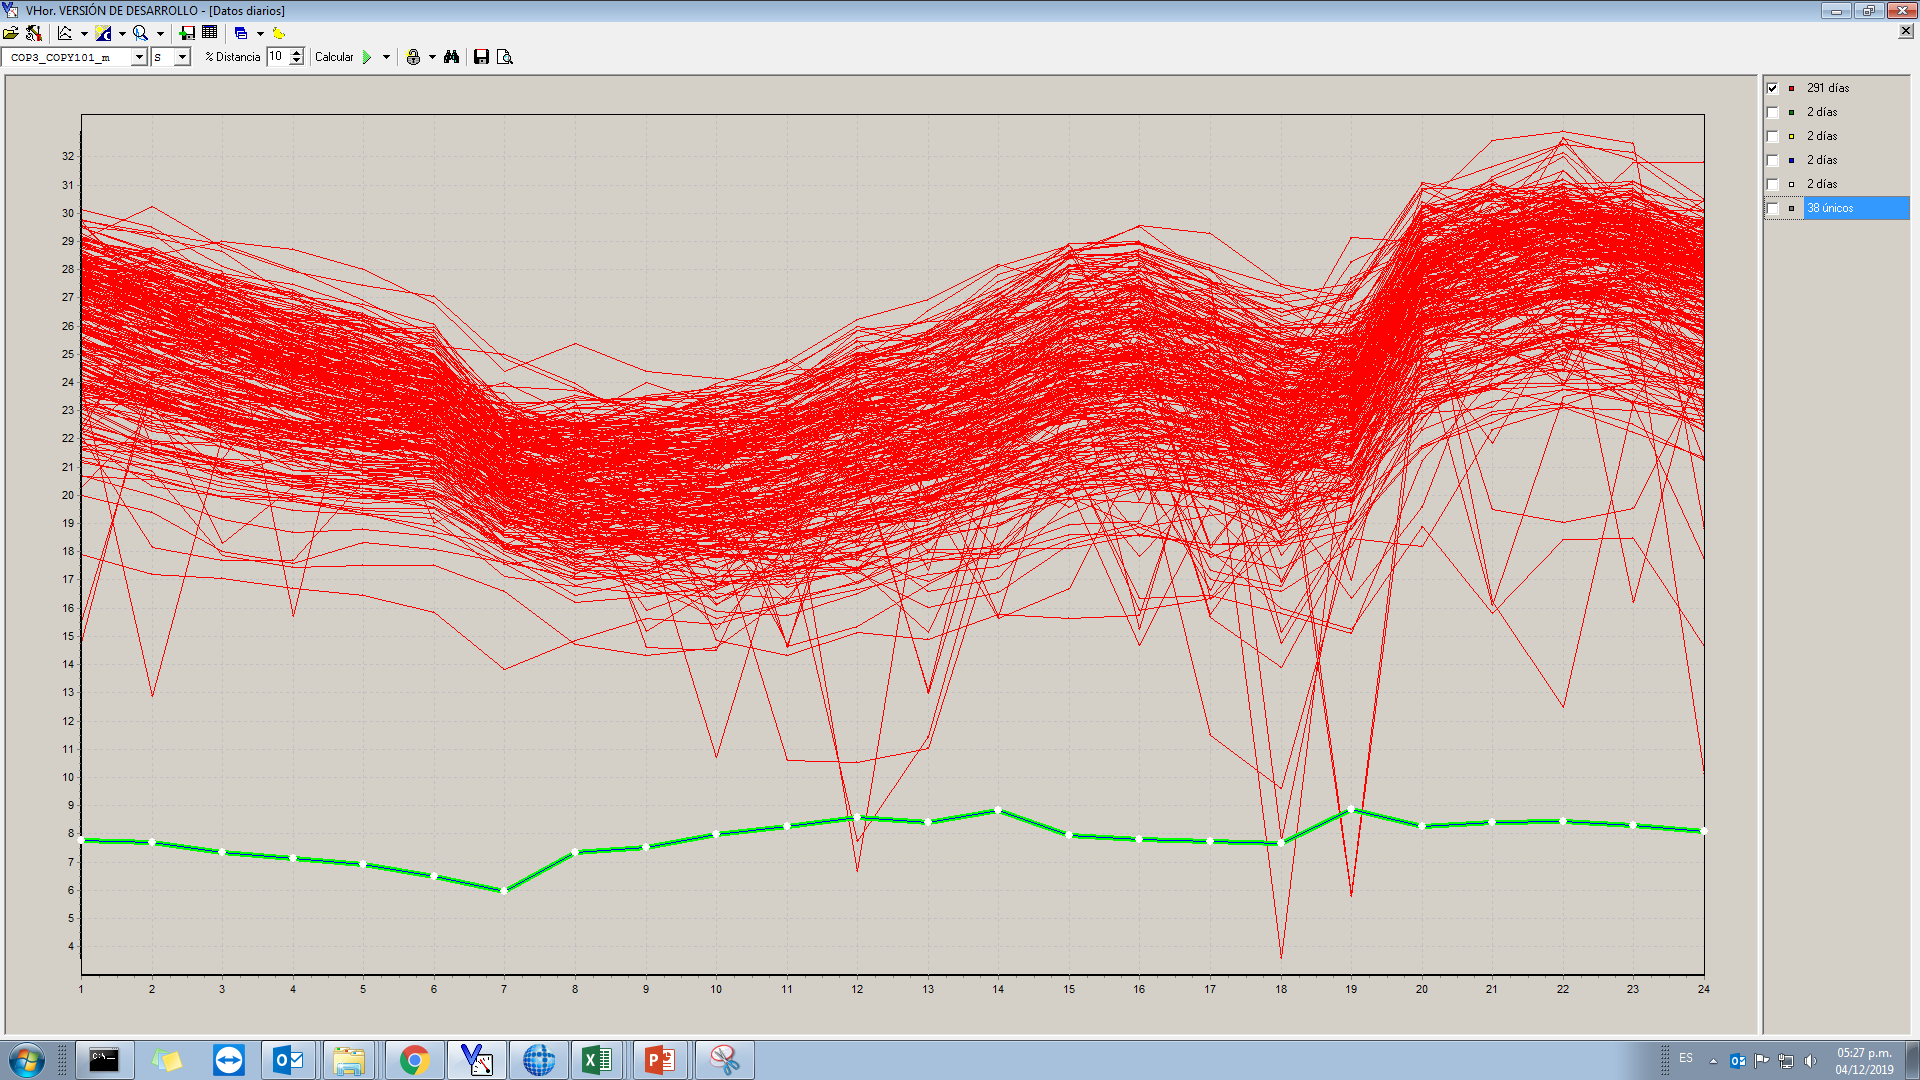 VHor. VERSIÓN DE DESARROLLO - [Datos diarios]
COP3_COPY101_m S % Distancia 10 Calcular
291 días
2 días
2 días
2 días
2 días
38 únicos
32
31
30
29
28
27
26
25
24
23
22
21
20
19
18
17
16
15
14
13
12
11
10
9
8
7
6
5
4
1 2 3 4 5 6 7 8 9 10 11 12 13 14 15 16 17 18 19 20 21 22 23 24
C:\
ES
05:27 p.m.
04/12/2019